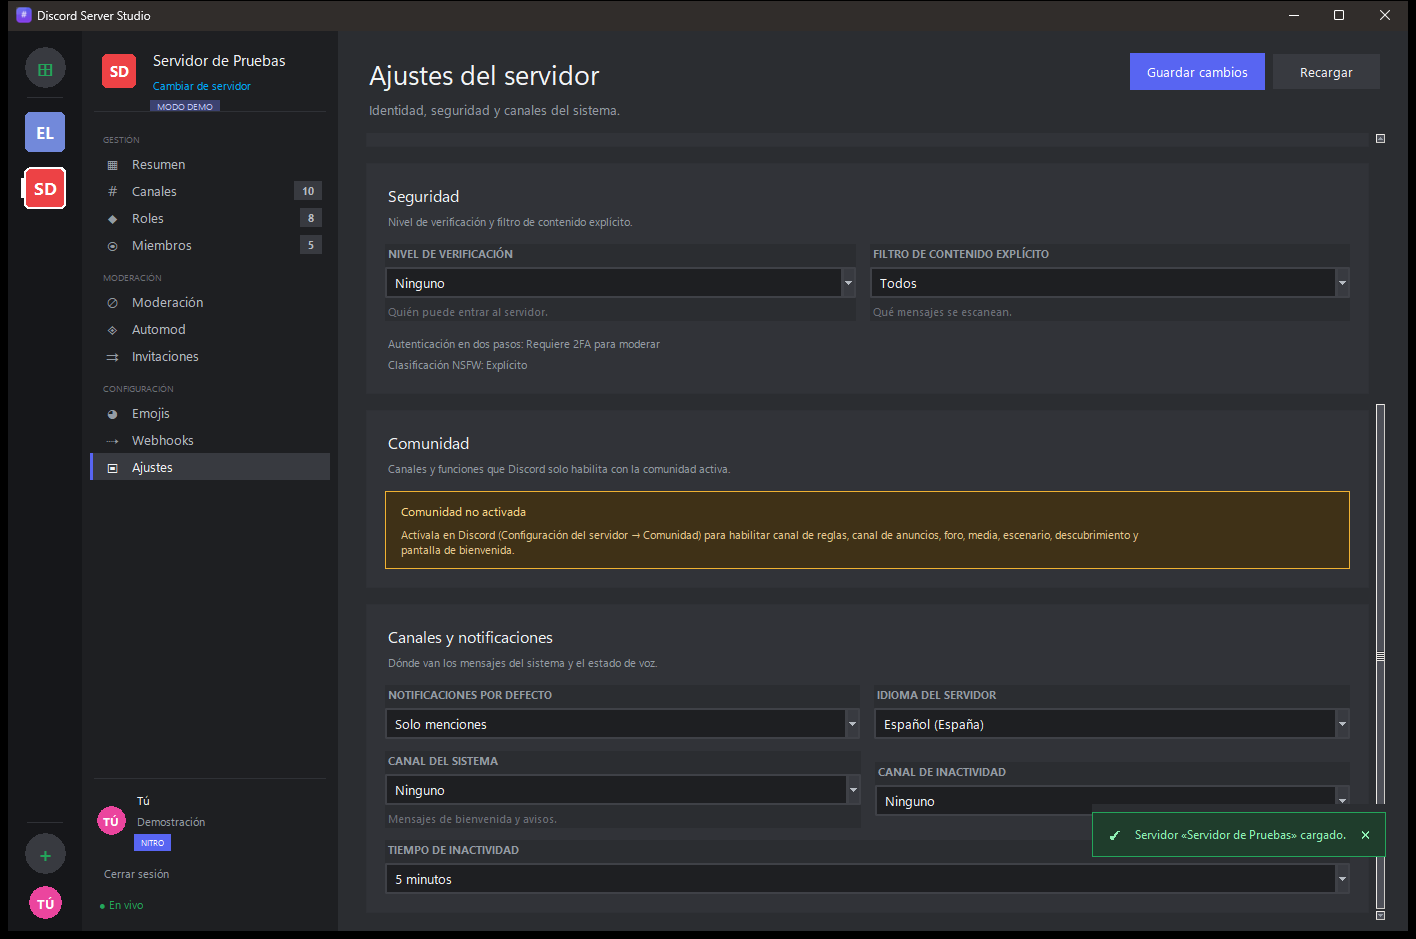 Discord Server Studio
SD
Servidor de Pruebas
Cambiar de servidor
MODO DEMO
EL
SD
GESTIÓN
Resumen
# Canales 10
Roles 8
Miembros 5
MODERACIÓN
Moderación
Automod
Invitaciones
CONFIGURACIÓN
Emojis
Webhooks
Ajustes
TÚ
Tú
Demostración
NITRO
Cerrar sesión
En vivo
+
TÚ
Ajustes del servidor
Identidad, seguridad y canales del sistema.
Guardar cambios
Recargar
Seguridad
Nivel de verificación y filtro de contenido explícito.
NIVEL DE VERIFICACIÓN
Ninguno
Quién puede entrar al servidor.
FILTRO DE CONTENIDO EXPLÍCITO
Todos
Qué mensajes se escanean.
Autenticación en dos pasos: Requiere 2FA para moderar
Clasificación NSFW: Explícito
Comunidad
Canales y funciones que Discord solo habilita con la comunidad activa.
Comunidad no activada
Actívala en Discord (Configuración del servidor → Comunidad) para habilitar canal de reglas, canal de anuncios, foro, media, escenario, descubrimiento y
pantalla de bienvenida.
Canales y notificaciones
Dónde van los mensajes del sistema y el estado de voz.
NOTIFICACIONES POR DEFECTO
Solo menciones
IDIOMA DEL SERVIDOR
Español (España)
CANAL DEL SISTEMA
Ninguno
Mensajes de bienvenida y avisos.
CANAL DE INACTIVIDAD
Ninguno
TIEMPO DE INACTIVIDAD
5 minutos
✓ Servidor «Servidor de Pruebas» cargado. ✕